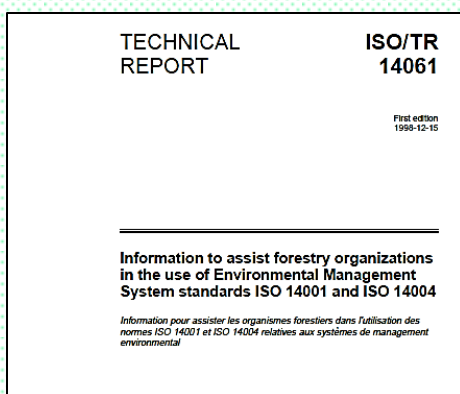 TECHNICAL
REPORT
ISO/TR
14061
First edition
1998-12-15
Information to assist forestry organizations
in the use of Environmental Management
System standards ISO 14001 and ISO 14004
Information pour assister les organismes forestiers dans l'utilisation des
normes ISO 14001 et ISO 14004 relatives aux systèmes de management
environmental